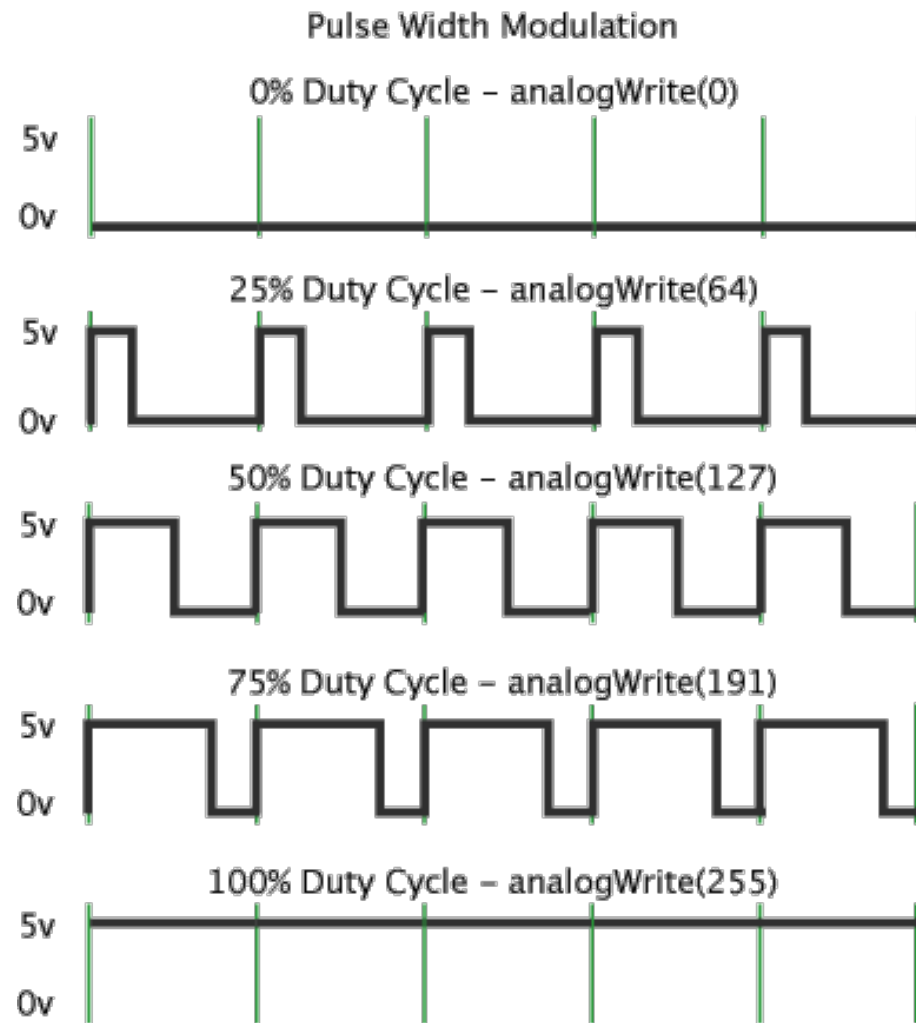 Pulse Width Modulation
0% Duty Cycle – analogWrite(0)
5v
0v
25% Duty Cycle – analogWrite(64)
5v
0v
50% Duty Cycle – analogWrite(127)
5v
0v
75% Duty Cycle – analogWrite(191)
5v
0v
100% Duty Cycle – analogWrite(255)
5v
0v